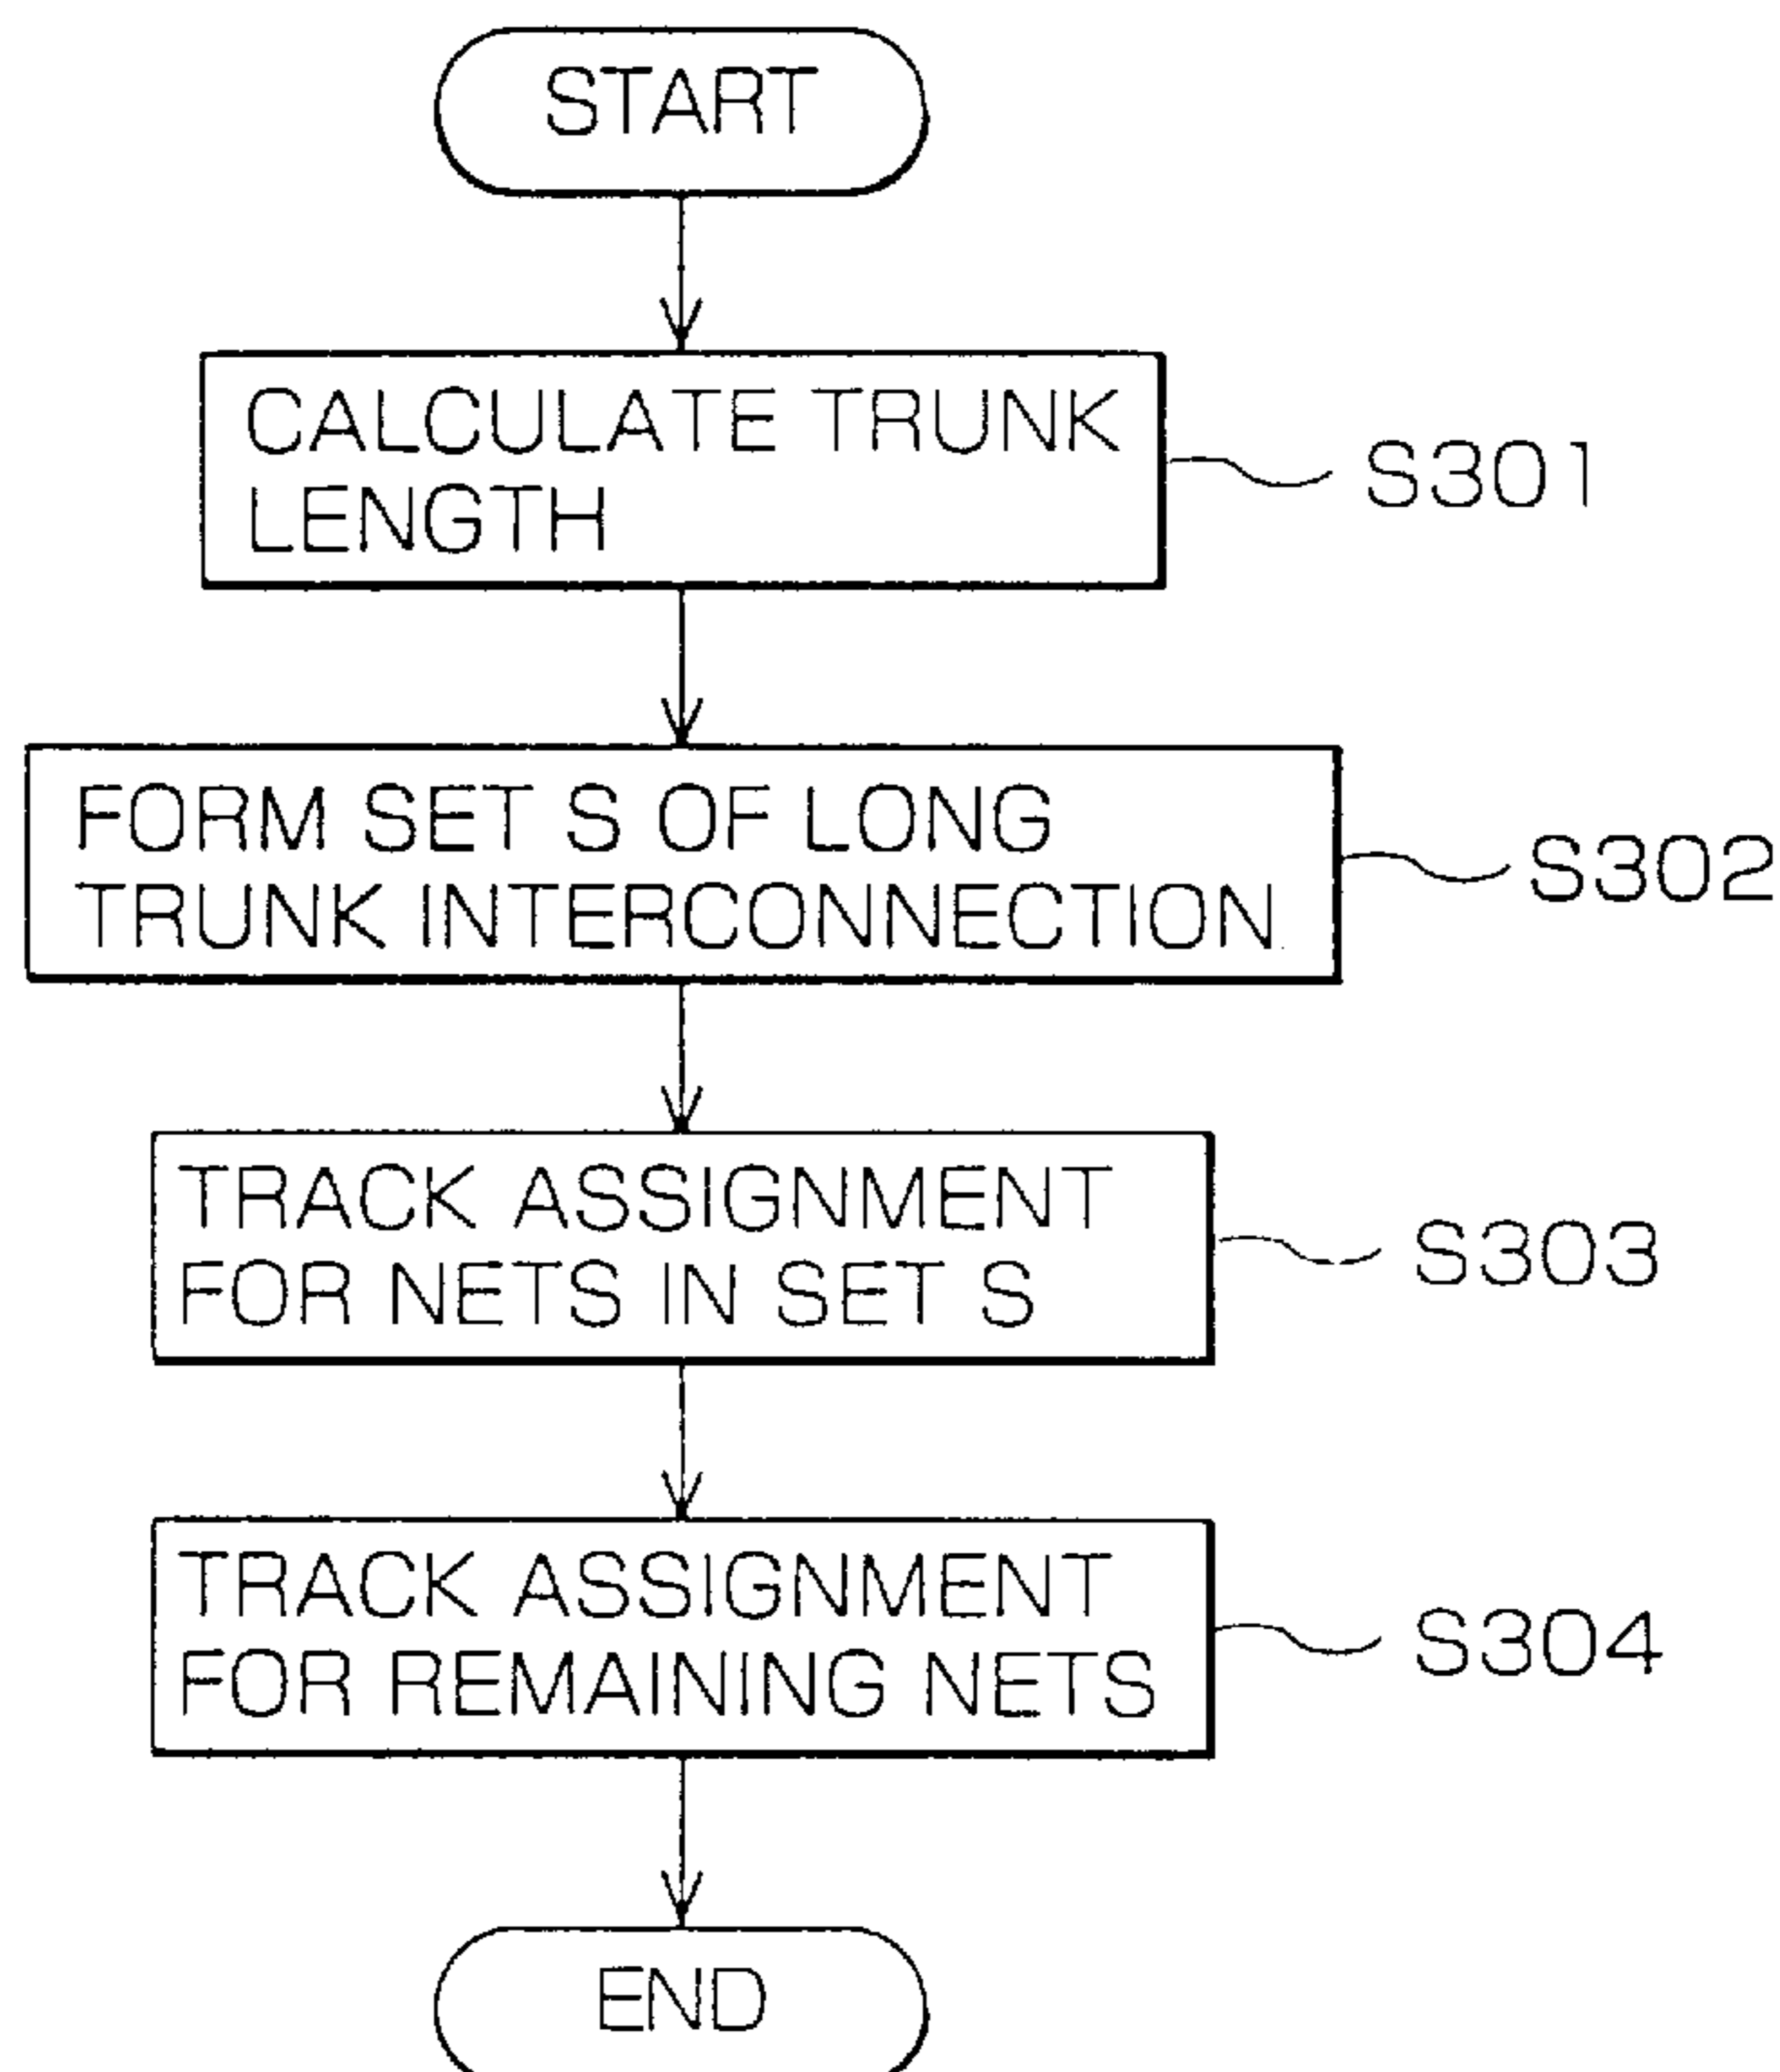 START
CALCULATE TRUNK
LENGTH
S301
FORM SET S OF LONG
TRUNK INTERCONNECTION
S302
TRACK ASSIGNMENT
FOR NETS IN SET S
S303
TRACK ASSIGNMENT
FOR REMAINING NETS
S304
END